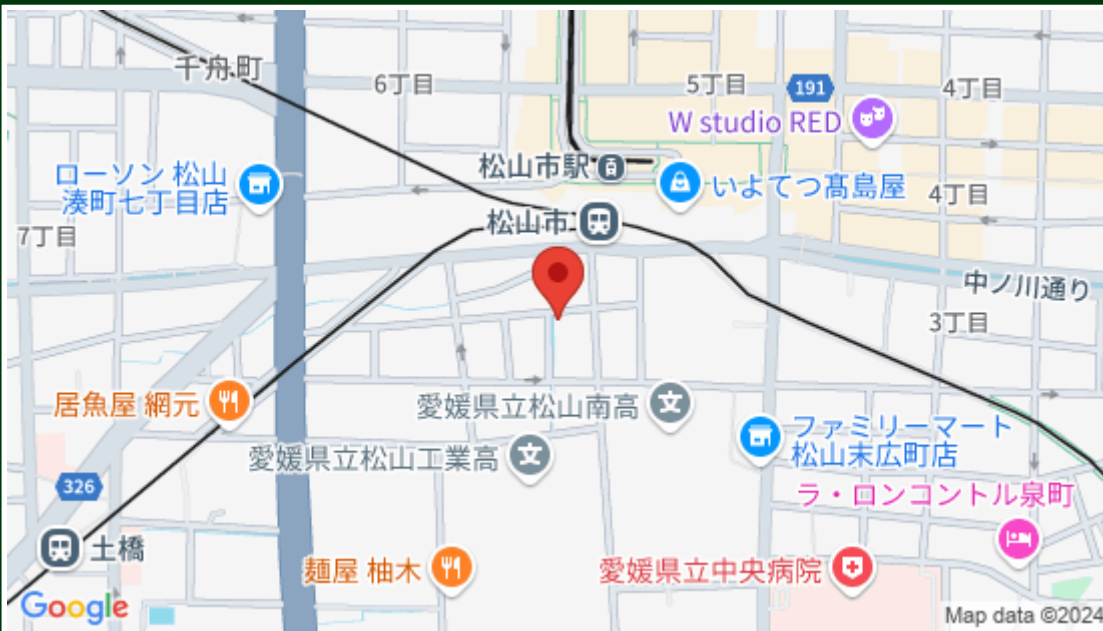 千舟町
6丁目
5丁目
191
4丁目
W studio RED
ローソン 松山
湊町七丁目店
松山市駅
いよてつ髙島屋
4丁目
7丁目
松山市
中ノ川通り
3丁目
居魚屋 網元
愛媛県立松山南高
愛媛県立松山工業高
ファミリーマート
松山末広町店
326
ラ・ロンコントル泉町
土橋
麺屋 柚木
愛媛県立中央病院
Google
Map data ©2024